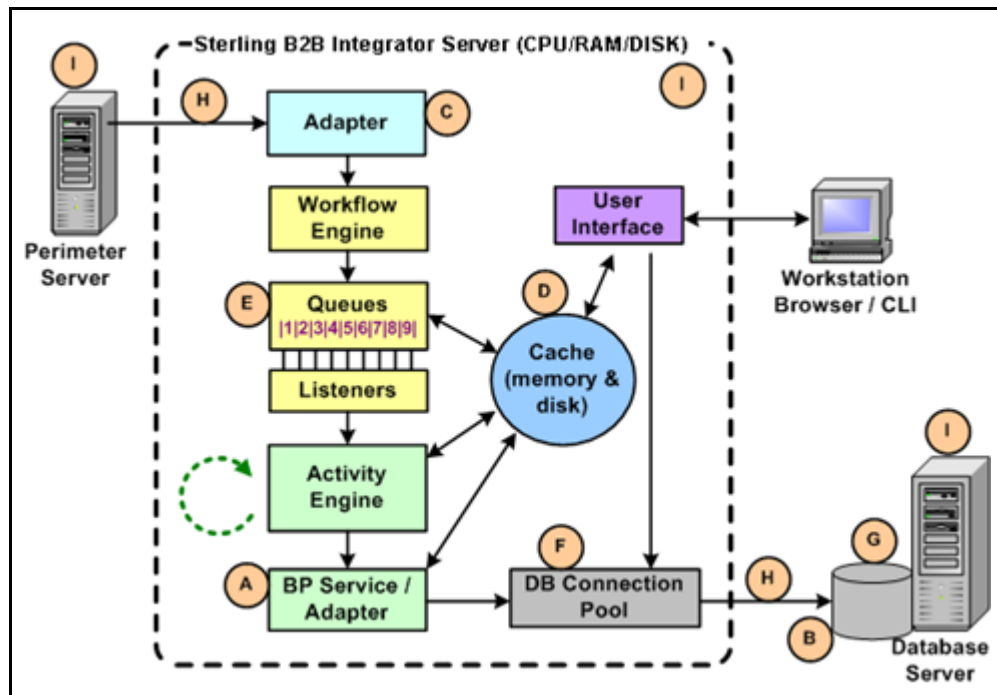 Sterling B2B Integrator Server (CPU/RAM/DISK)
I
I
H
Adapter
C
Perimeter
Server
Workflow
Engine
User
Interface
Workstation
Browser / CLI
E
Queues
|1|2|3|4|5|6|7|8|9|
D
Cache
(memory &
disk)
Listeners
Activity
Engine
I
A
BP Service /
Adapter
F
DB Connection
Pool
H
G
B
Database
Server